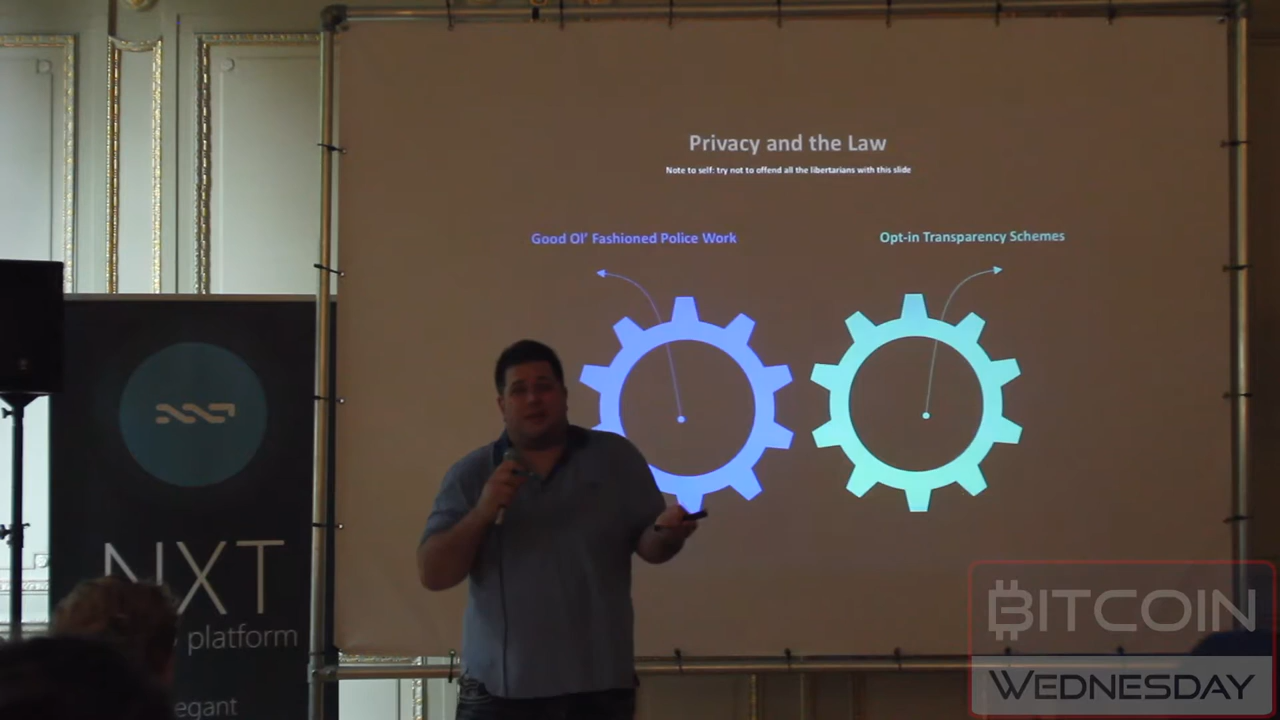 Privacy and the Law
Note to self: try not to offend all the libertarians with this slide
Good Ol’ Fashioned Police Work
Opt-in Transparency Schemes
NXT
platform
BITCOIN
WEDNESDAY